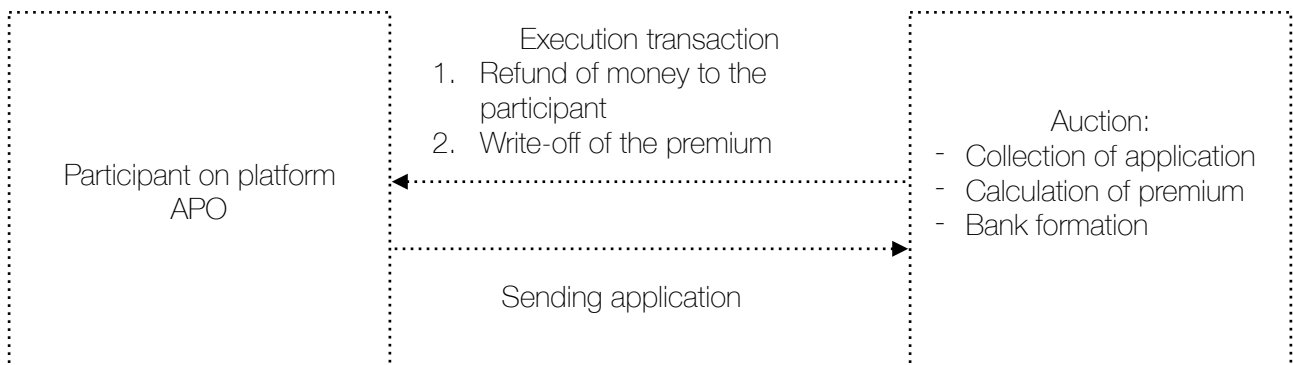 Participant on platform
APO
Execution transaction
1. Refund of money to the
participant
2. Write-off of the premium
Sending application
Auction:
- Collection of application
- Calculation of premium
- Bank formation